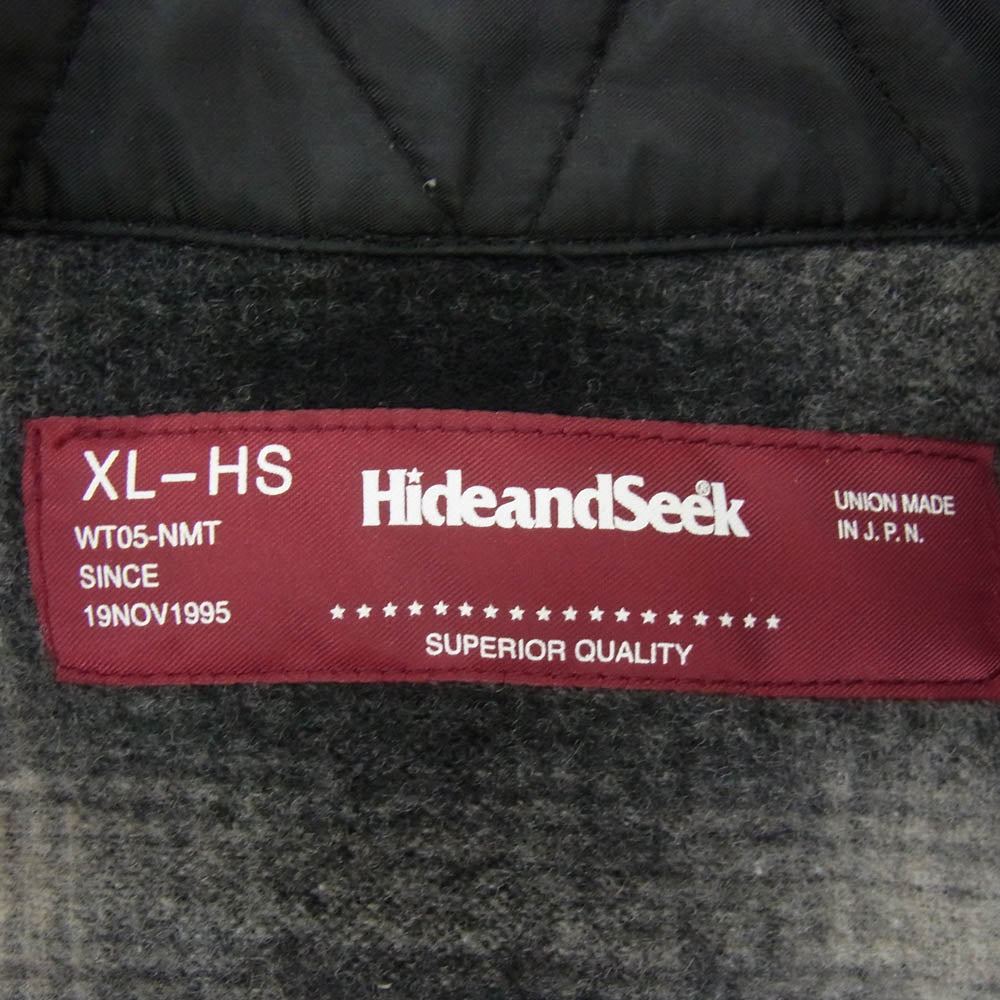 XL-HS
WT05-NMT
SINCE
19NOV1995
HideandSeek®
★★★★★★★★★★★★★★★★★★
SUPERIOR QUALITY
UNION MADE
IN J.P.N.